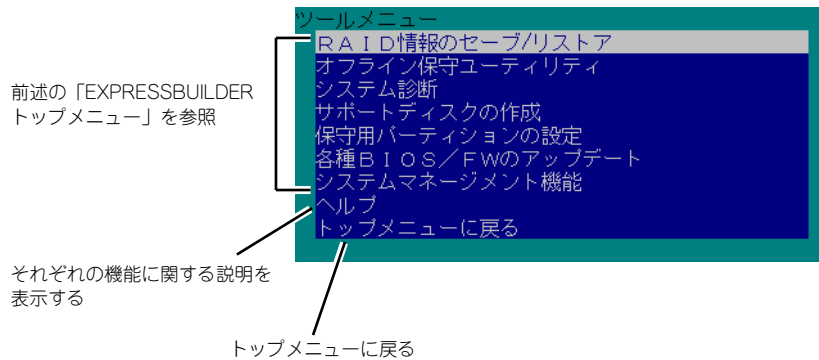 ツールメニュー
ＲＡＩＤ情報のセーブ/リストア
オフライン保守ユーティリティ
システム診断
サポートディスクの作成
保守用パーティションの設定
各種ＢＩＯＳ／ＦＷのアップデート
システムマネージメント機能
ヘルプ
トップメニューに戻る
前述の「EXPRESSBUILDER
トップメニュー」を参照
それぞれの機能に関する説明を
表示する
トップメニューに戻る